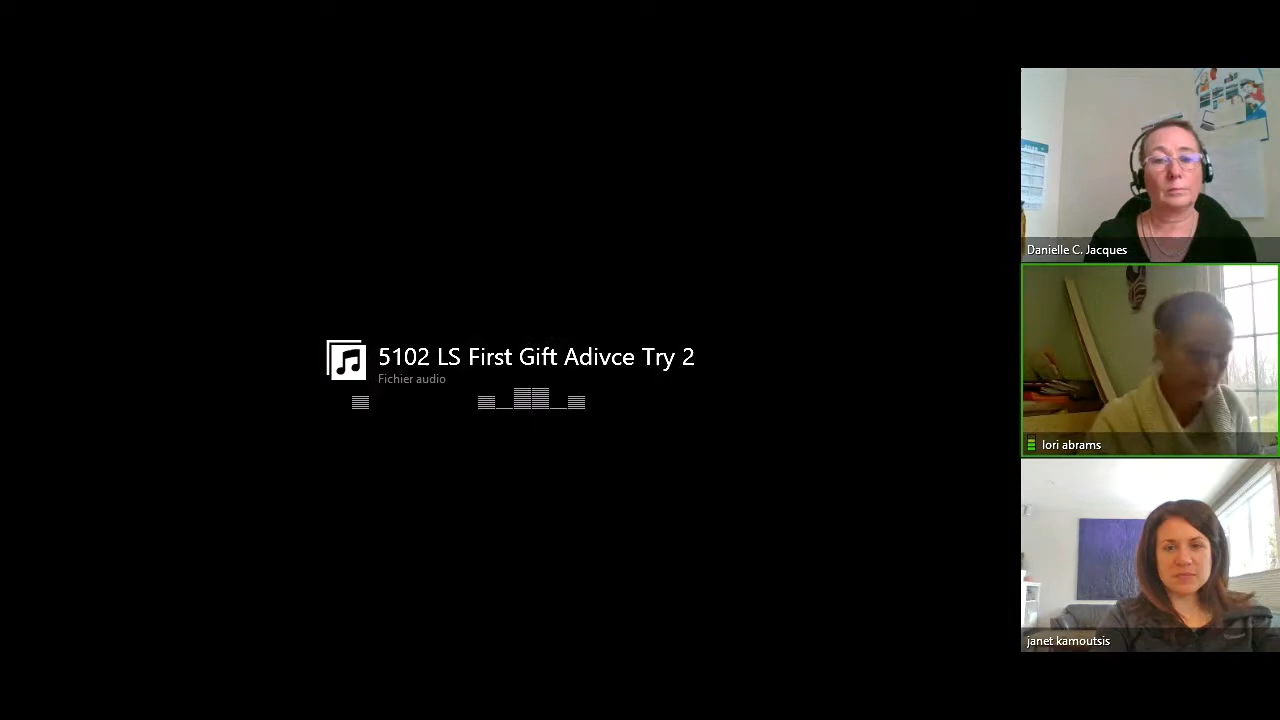 5102 LS First Gift Adivce Try 2
Fichier audio
Danielle C. Jacques
lori abrams
janet kamoutsis